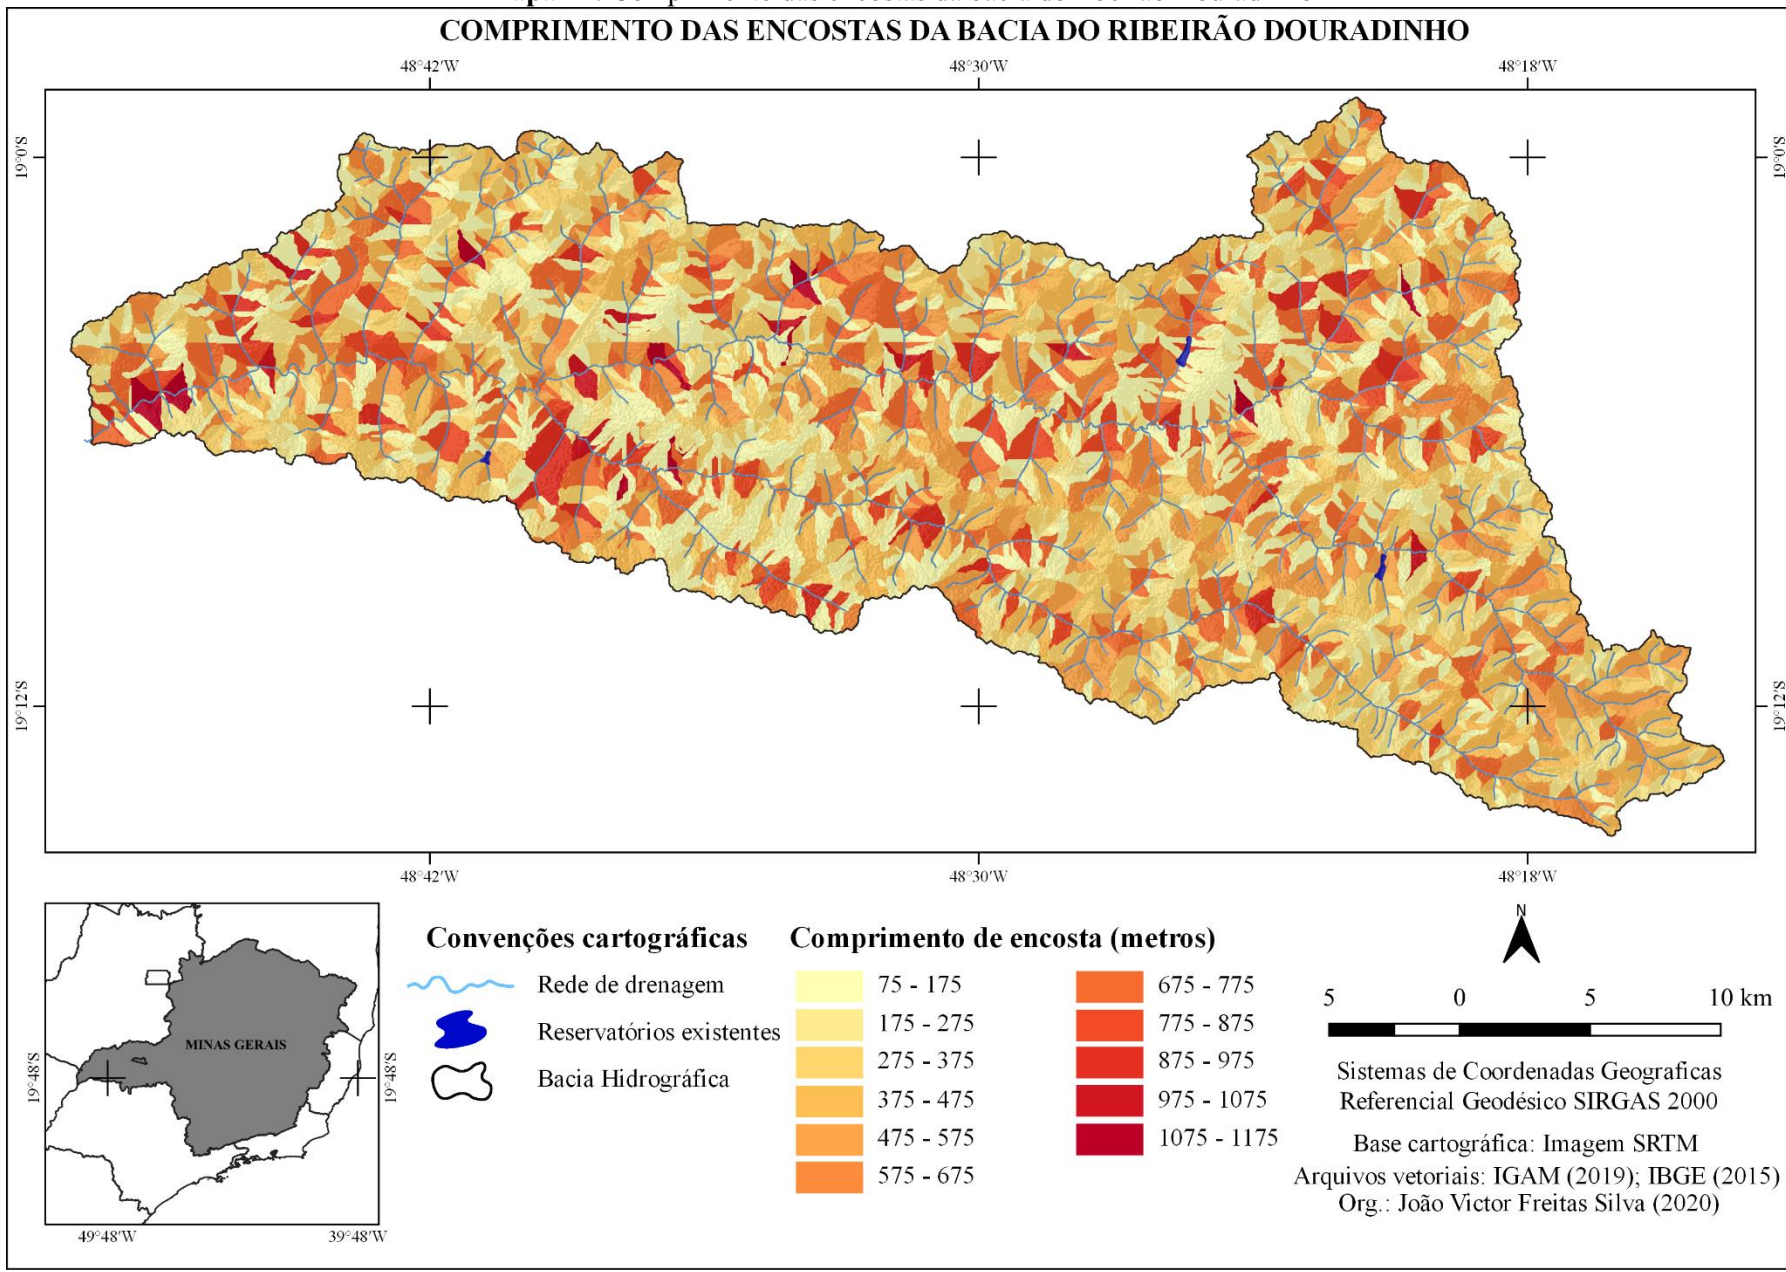 COMPRIMENTO DAS ENCOSTAS DA BACIA DO RIBEIRÃO DOURADINHO
48°42'W
48°30'W
48°18'W
19°0'S
19°0'S
19°12'S
19°12'S
48°42'W
48°30'W
48°18'W
MINAS GERAIS
19°48'S
19°48'S
49°48'W
39°48'W
Convenções cartográficas
Rede de drenagem
Reservatórios existentes
Bacia Hidrográfica
Comprimento de encosta (metros)
75 - 175
175 - 275
275 - 375
375 - 475
475 - 575
575 - 675
675 - 775
775 - 875
875 - 975
975 - 1075
1075 - 1175
N
5 0 5 10 km
Sistemas de Coordenadas Geograficas
Referencial Geodésico SIRGAS 2000
Base cartográfica: Imagem SRTM
Arquivos vetoriais: IGAM (2019); IBGE (2015)
Org.: João Victor Freitas Silva (2020)